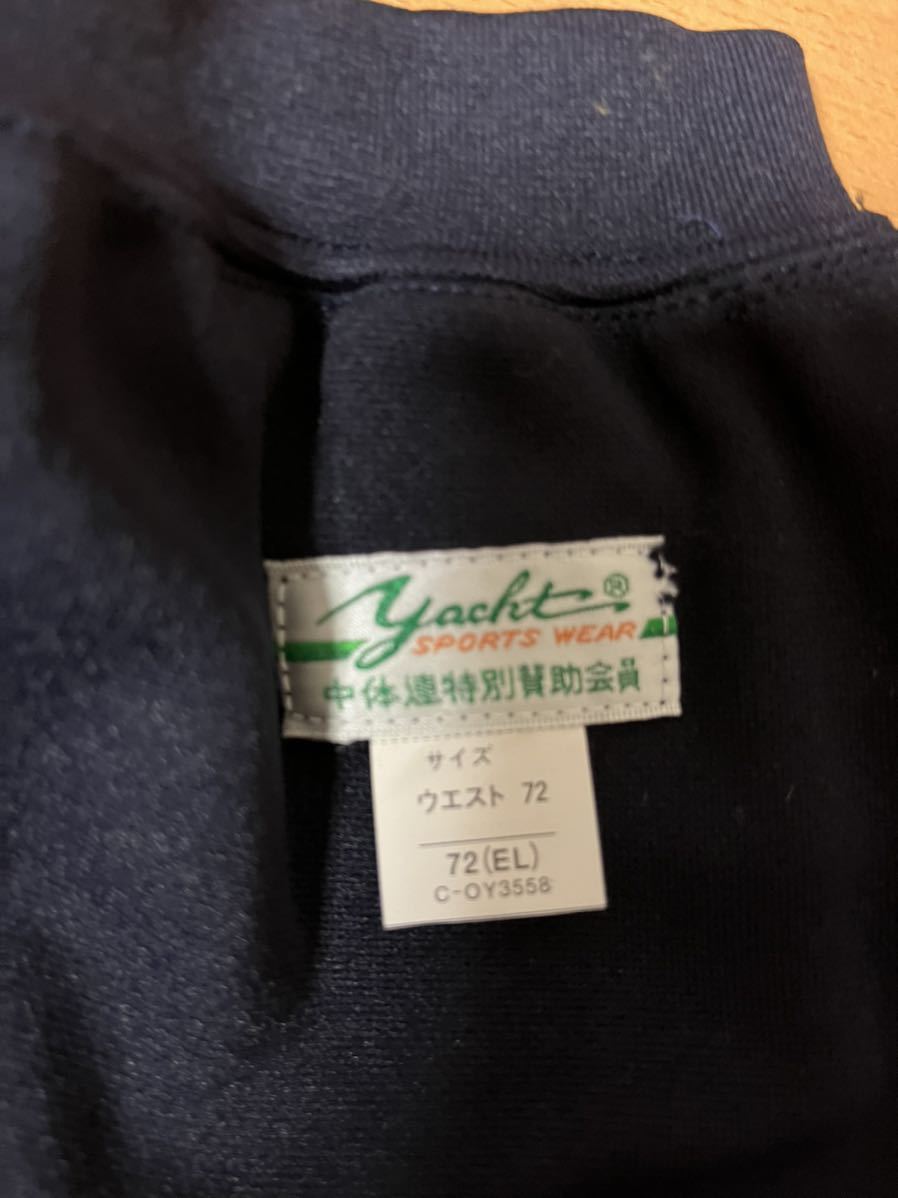 yacht®
SPORTS WEAR
中体連特別賛助会員
サイズ
ウエスト 72
72(EL)
C-OY3558